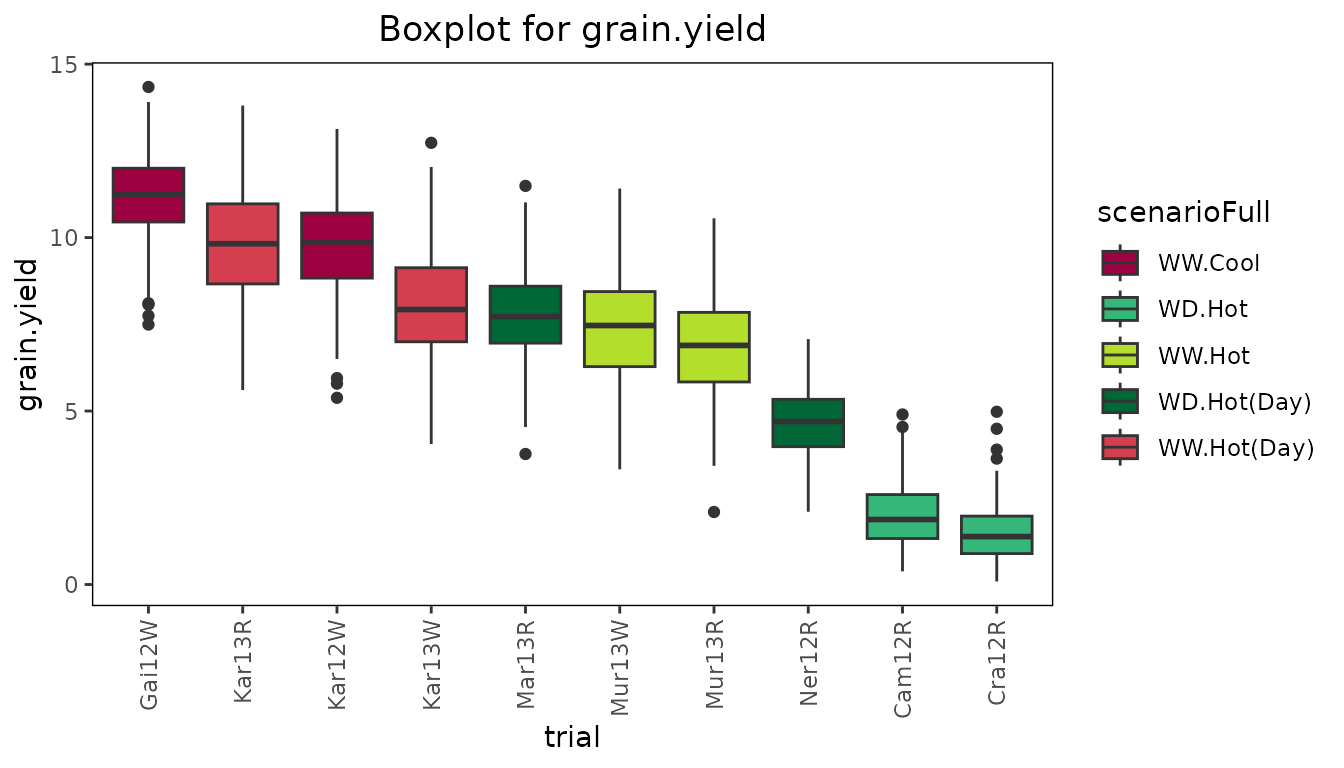 Boxplot for grain.yield
15
10
5
0
grain.yield
Gai12W
Kar13R
Kar12W
Kar13W
Mar13R
Mur13W
Mur13R
Ner12R
Cam12R
Cra12R
trial
scenarioFull
WW.Cool
WD.Hot
WW.Hot
WD.Hot(Day)
WW.Hot(Day)